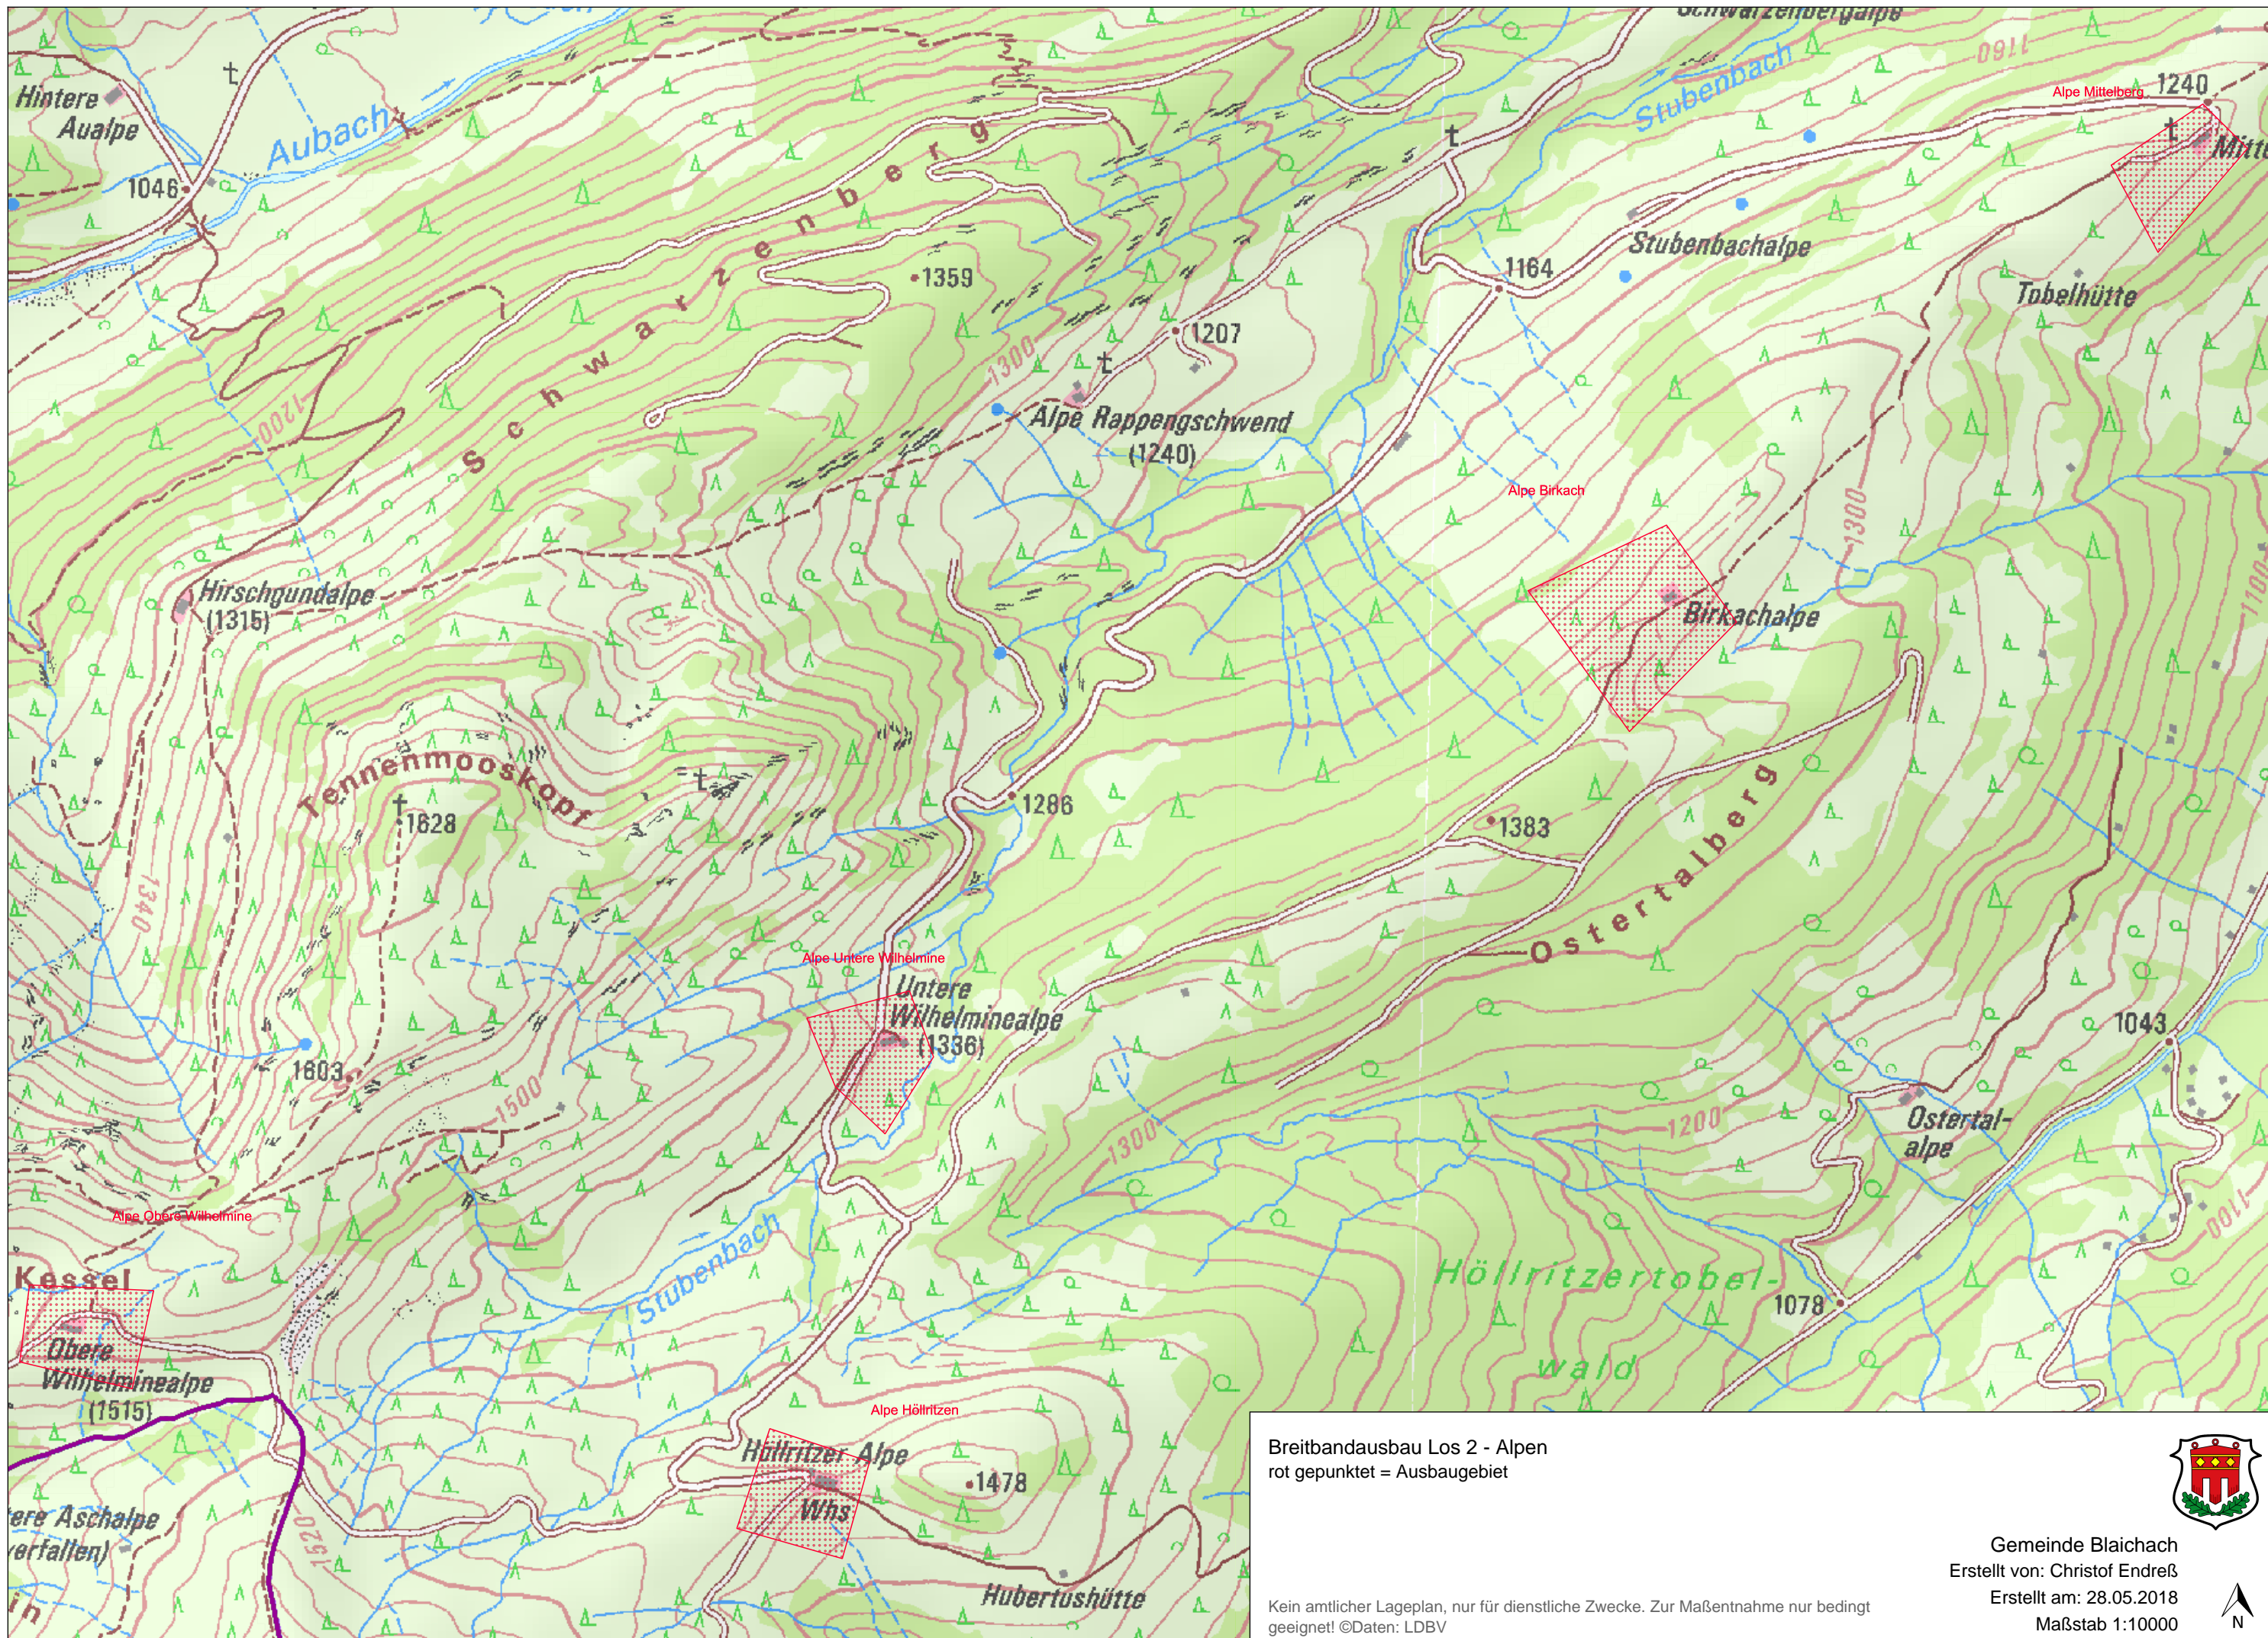 Schwarzenbergalpe
1160
Hintere
Aualpe
Aubach
Stubenbach
Alpe Mittelberg
1240
1046
Stubenbachalpe
1164
Tobelhütte
Schwarzenberg
1359
1300
1207
1200
Alpe Rappengschwend
(1240)
Alpe Birkach
1300
Hirschgundalpe
(1315)
Birkachalpe
1100
Tennenmooskopf
1628
1286
1383
Ostertalberg
1340
Alpe Untere Wilhelmine
Untere
Wilhelminealpe
(1336)
1043
1603
1500
1300
1200
Ostertal-
alpe
Alpe Obere Wilhelmine
Stubenbach
1100
Kessel
Höllritzertobel-
wald
1078
Obere
Wilhelminealpe
(1515)
Alpe Höllritzen
Höllritzer Alpe
Whs
1478
1520
Hubertushütte
tere Aschalpe
verfallen)
in
Breitbandausbau Los 2 - Alpen
rot gepunktet = Ausbaugebiet
Gemeinde Blaichach
Erstellt von: Christof Endreß
Erstellt am: 28.05.2018
Maßstab 1:10000
Kein amtlicher Lageplan, nur für dienstliche Zwecke. Zur Maßentnahme nur bedingt
geeignet! ©Daten: LDBV
N